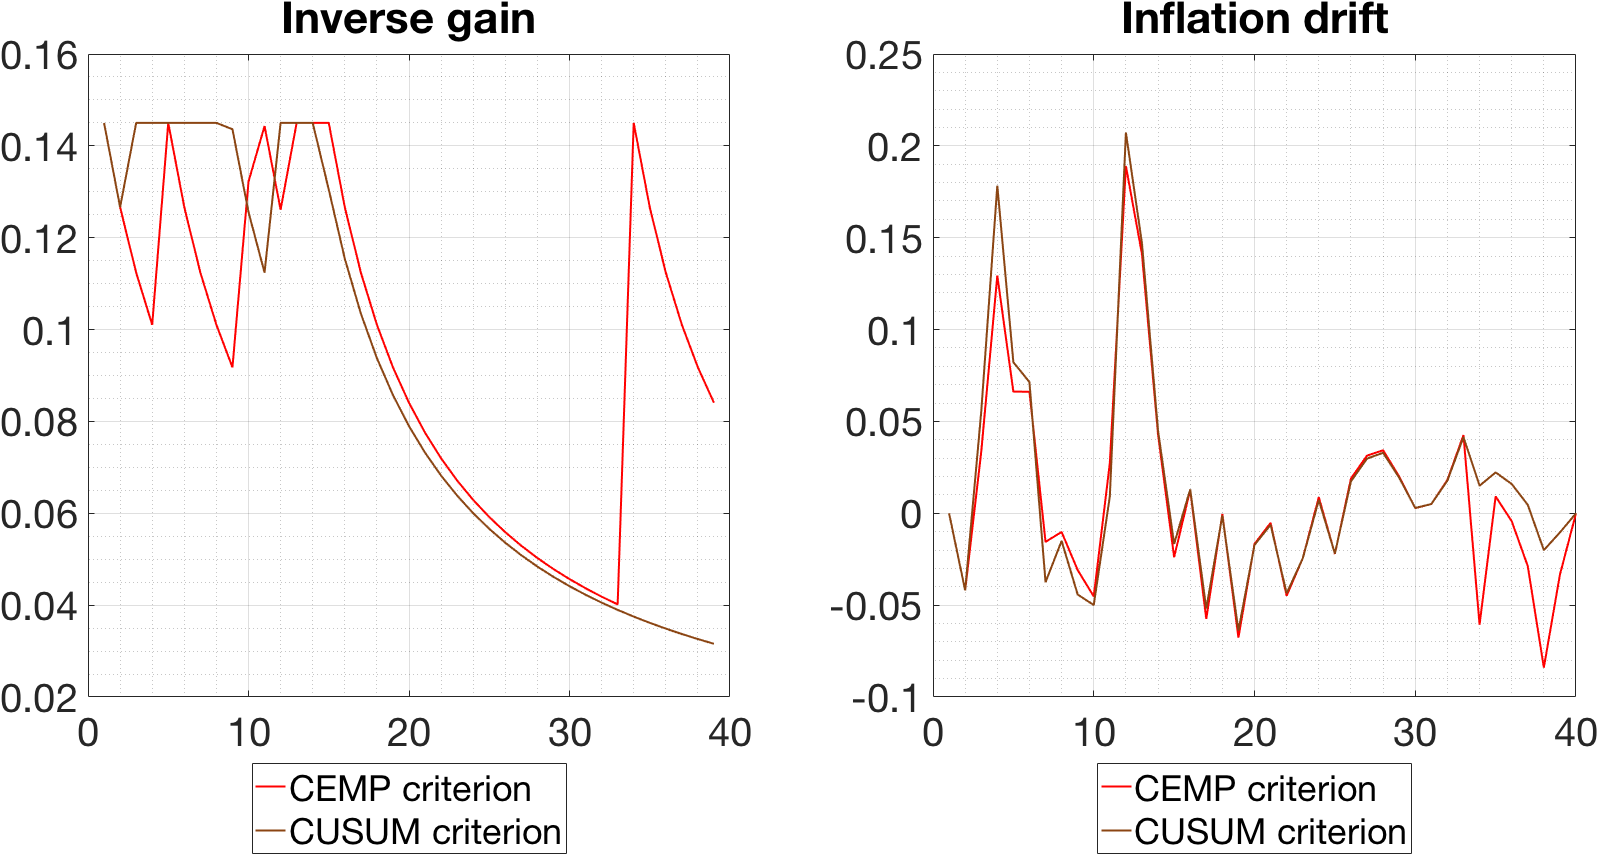 Inverse gain
0.16
0.14
0.12
0.1
0.08
0.06
0.04
0.02
0 10 20 30 40
CEMP criterion
CUSUM criterion
Inflation drift
0.25
0.2
0.15
0.1
0.05
0
-0.05
-0.1
0 10 20 30 40
CEMP criterion
CUSUM criterion